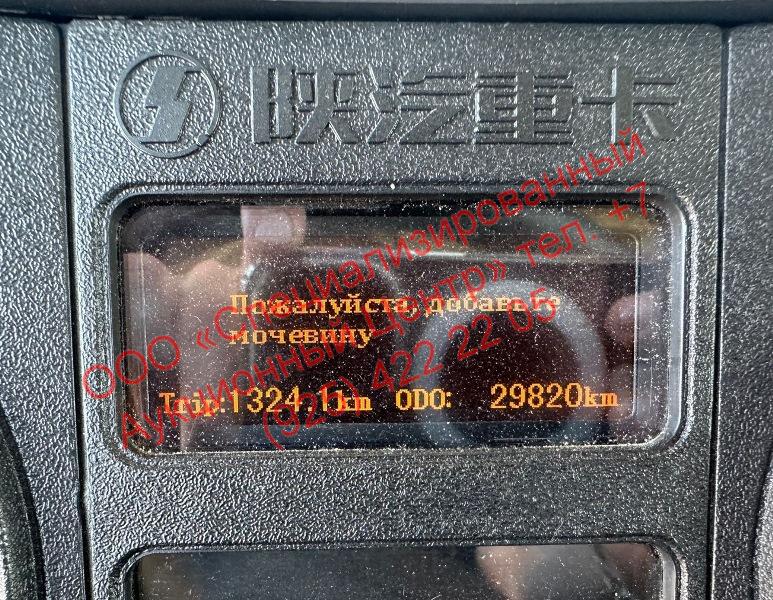 陕汽重卡
Пожалуйста, добавьте
мочевину
Trip:1324.1km ODO: 29820km
ООО «Специализированный
Аукционный Центр» тел. +7
(925) 422 22 05